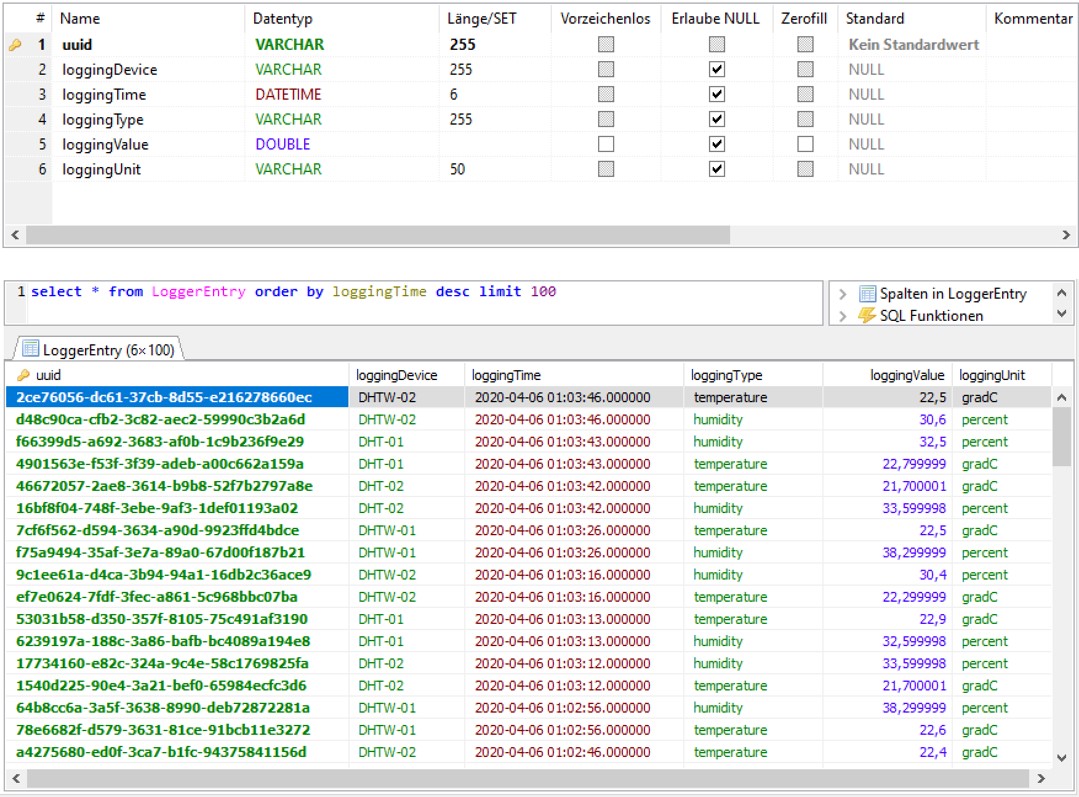 # Name Datentyp Länge/SET Vorzeichenlos Erlaube NULL Zerofill Standard Kommentar
1 uuid VARCHAR 255 Kein Standardwert
2 loggingDevice VARCHAR 255 NULL
3 loggingTime DATETIME 6 NULL
4 loggingType VARCHAR 255 NULL
5 loggingValue DOUBLE NULL
6 loggingUnit VARCHAR 50 NULL
1 select * from LoggerEntry order by loggingTime desc limit 100
Spalten in LoggerEntry
SQL Funktionen
LoggerEntry (6×100)
uuid loggingDevice loggingTime loggingType loggingValue loggingUnit
2ce76056-dc61-37cb-8d55-e216278660ec DHTW-02 2020-04-06 01:03:46.000000 temperature 22,5 gradC
d48c90ca-cfb2-3c82-aec2-59990c3b2a6d DHTW-02 2020-04-06 01:03:46.000000 humidity 30,6 percent
f66399d5-a692-3683-af0b-1c9b236f9e29 DHT-01 2020-04-06 01:03:43.000000 humidity 32,5 percent
4901563e-f53f-3f39-adeb-a00c662a159a DHT-01 2020-04-06 01:03:43.000000 temperature 22,799999 gradC
46672057-2ae8-3614-b9b8-52f7b2797a8e DHT-02 2020-04-06 01:03:42.000000 temperature 21,700001 gradC
16bf8f04-748f-3ebe-9af3-1def01193a02 DHT-02 2020-04-06 01:03:42.000000 humidity 33,599998 percent
7cf6f562-d594-3634-a90d-9923ffd4bdce DHTW-01 2020-04-06 01:03:26.000000 temperature 22,5 gradC
f75a9494-35af-3e7a-89a0-67d00f187b21 DHTW-01 2020-04-06 01:03:26.000000 humidity 38,299999 percent
9c1ee61a-d4ca-3b94-94a1-16db2c36ace9 DHTW-02 2020-04-06 01:03:16.000000 humidity 30,4 percent
ef7e0624-7fdf-3fec-a861-5c968bbc07ba DHTW-02 2020-04-06 01:03:16.000000 temperature 22,299999 gradC
53031b58-d350-357f-8105-75c491af3190 DHT-01 2020-04-06 01:03:13.000000 temperature 22,9 gradC
6239197a-188c-3a86-bafb-bc4089a194e8 DHT-01 2020-04-06 01:03:13.000000 humidity 32,599998 percent
17734160-e82c-324a-9c4e-58c1769825fa DHT-02 2020-04-06 01:03:12.000000 humidity 33,599998 percent
1540d225-90e4-3a21-bef0-65984ecfc3d6 DHT-02 2020-04-06 01:03:12.000000 temperature 21,700001 gradC
64b8cc6a-3a5f-3638-8990-deb72872281a DHTW-01 2020-04-06 01:02:56.000000 humidity 38,299999 percent
78e6682f-d579-3631-81ce-91bcb11e3272 DHTW-01 2020-04-06 01:02:56.000000 temperature 22,6 gradC
a4275680-ed0f-3ca7-b1fc-94375841156d DHTW-02 2020-04-06 01:02:46.000000 temperature 22,4 gradC